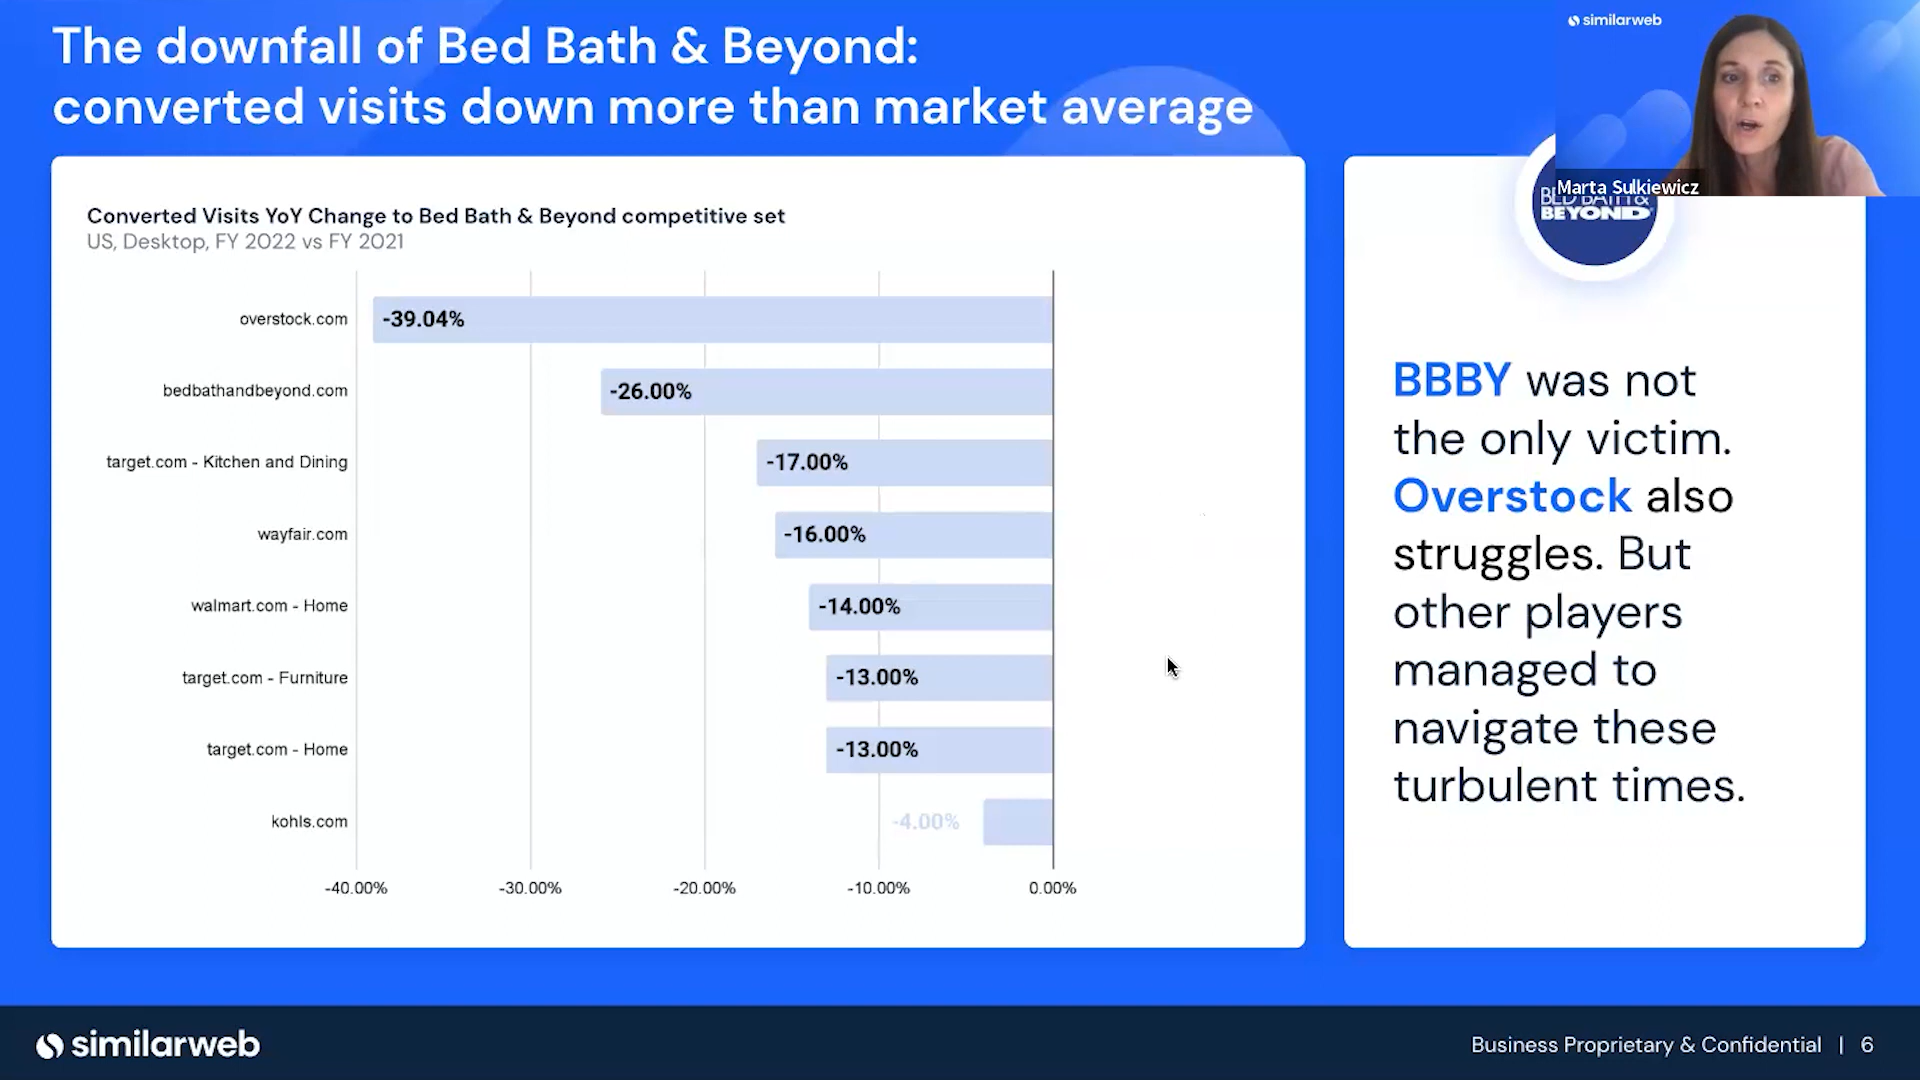 The downfall of Bed Bath & Beyond:
converted visits down more than market average
similarweb
Marta Sulkiewicz
BED BATH &
BEYOND
Converted Visits YoY Change to Bed Bath & Beyond competitive set
US, Desktop, FY 2022 vs FY 2021
overstock.com -39.04%
bedbathandbeyond.com -26.00%
target.com - Kitchen and Dining -17.00%
wayfair.com -16.00%
walmart.com - Home -14.00%
target.com - Furniture -13.00%
target.com - Home -13.00%
kohls.com -4.00%
-40.00% -30.00% -20.00% -10.00% 0.00%
BBBY was not
the only victim.
Overstock also
struggles. But
other players
managed to
navigate these
turbulent times.
similarweb
Business Proprietary & Confidential | 6